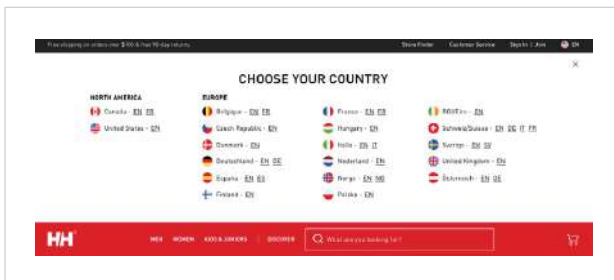 Free shipping on orders over $100 & free 90-day returns
Store Finder Customer Service Sign In | Join EN
CHOOSE YOUR COUNTRY
NORTH AMERICA
Canada - EN FR
United States - EN
EUROPE
Belgique - EN FR
Czech Republic - EN
Danmark - EN
Deutschland - EN DE
España - EN ES
Finland - EN
France - EN FR
Hungary - EN
Italia - EN IT
Nederland - EN
Norge - EN NO
Polska - EN
ROI/Éire - EN
Schweiz/Suisse - EN DE IT FR
Sverige - EN SV
United Kingdom - EN
Österreich - EN DE
HH
MEN WOMEN KIDS & JUNIORS | DISCOVER What are you looking for?